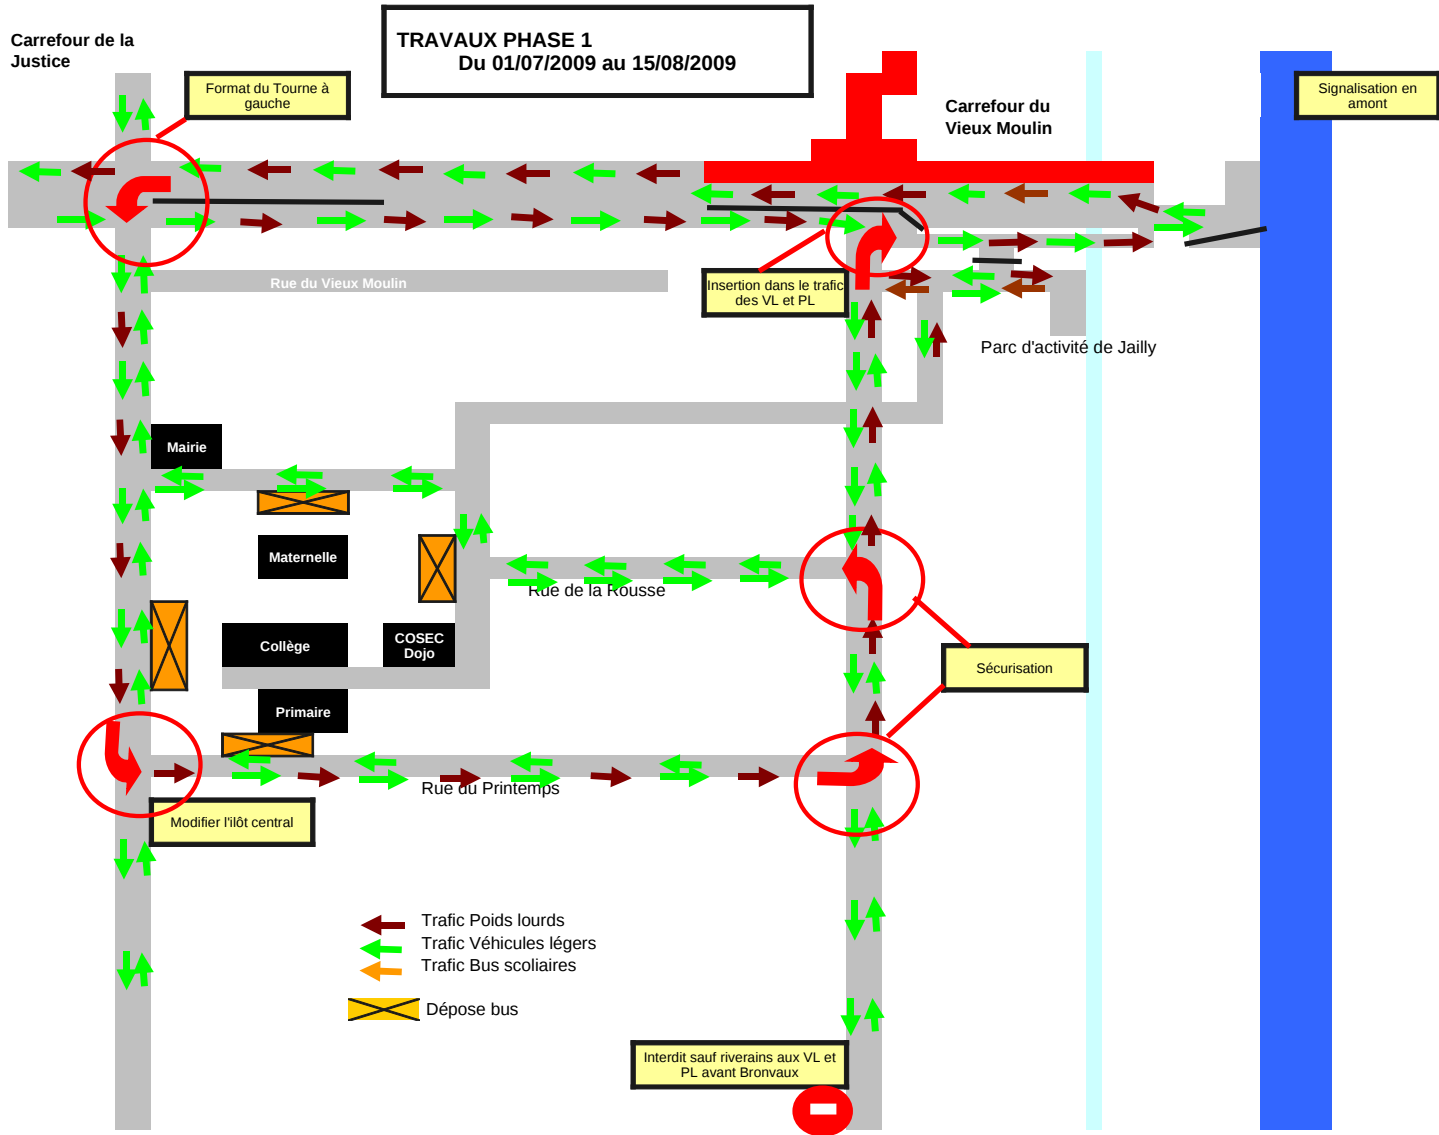 TRAVAUX PHASE 1
Du 01/07/2009 au 15/08/2009
Carrefour de la
Justice
Format du Tourne à
gauche
Carrefour du
Vieux Moulin
Signalisation en
amont
Rue du Vieux Moulin
Insertion dans le trafic
des VL et PL
Parc d'activité de Jailly
Mairie
Maternelle
Rue de la Rousse
Collège
COSEC
Dojo
Sécurisation
Primaire
Rue du Printemps
Modifier l'ilôt central
Trafic Poids lourds
Trafic Véhicules légers
Trafic Bus scoliaires
Dépose bus
Interdit sauf riverains aux VL et
PL avant Bronvaux